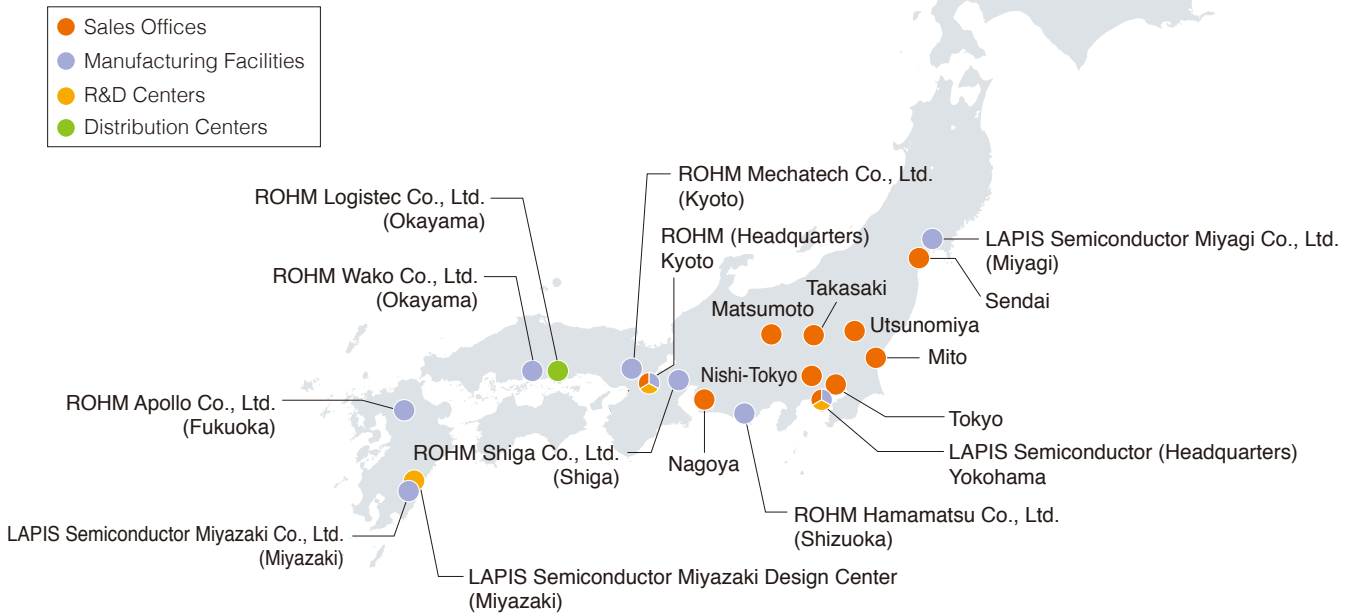 Sales Offices
Manufacturing Facilities
R&D Centers
Distribution Centers
ROHM Logistec Co., Ltd.
(Okayama)
ROHM Wako Co., Ltd.
(Okayama)
ROHM Apollo Co., Ltd.
(Fukuoka)
LAPIS Semiconductor Miyazaki Co., Ltd.
(Miyazaki)
LAPIS Semiconductor Miyazaki Design Center
(Miyazaki)
ROHM Mechatech Co., Ltd.
(Kyoto)
ROHM (Headquarters)
Kyoto
ROHM Shiga Co., Ltd.
(Shiga)
Nagoya
Matsumoto
Takasaki
Utsunomiya
Mito
Nishi-Tokyo
Tokyo
LAPIS Semiconductor Miyagi Co., Ltd.
(Miyagi)
Sendai
LAPIS Semiconductor (Headquarters)
Yokohama
ROHM Hamamatsu Co., Ltd.
(Shizuoka)